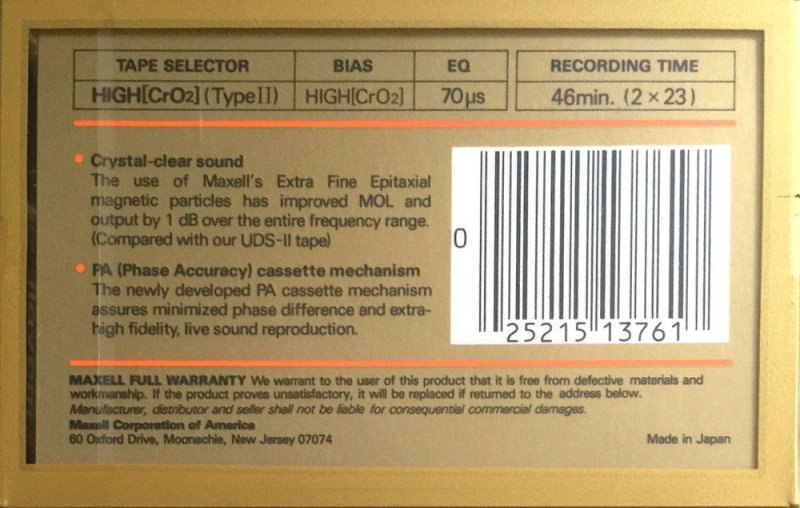 TAPE SELECTOR BIAS EQ RECORDING TIME
HIGH[CrO2] (Type II) HIGH[CrO2] 70µs 46min. (2 × 23)
• Crystal-clear sound
The use of Maxell's Extra Fine Epitaxial
magnetic particles has improved MOL and
output by 1 dB over the entire frequency range.
(Compared with our UDS-II tape)
• PA (Phase Accuracy) cassette mechanism
The newly developed PA cassette mechanism
assures minimized phase difference and extra-
high fidelity, live sound reproduction.
0 25215 13761
MAXELL FULL WARRANTY We warrant to the user of this product that it is free from defective materials and
workmanship. If the product proves unsatisfactory, it will be replaced if returned to the address below.
Manufacturer, distributor and seller shall not be liable for consequential commercial damages.
Maxell Corporation of America
60 Oxford Drive, Moonachie, New Jersey 07074 Made in Japan